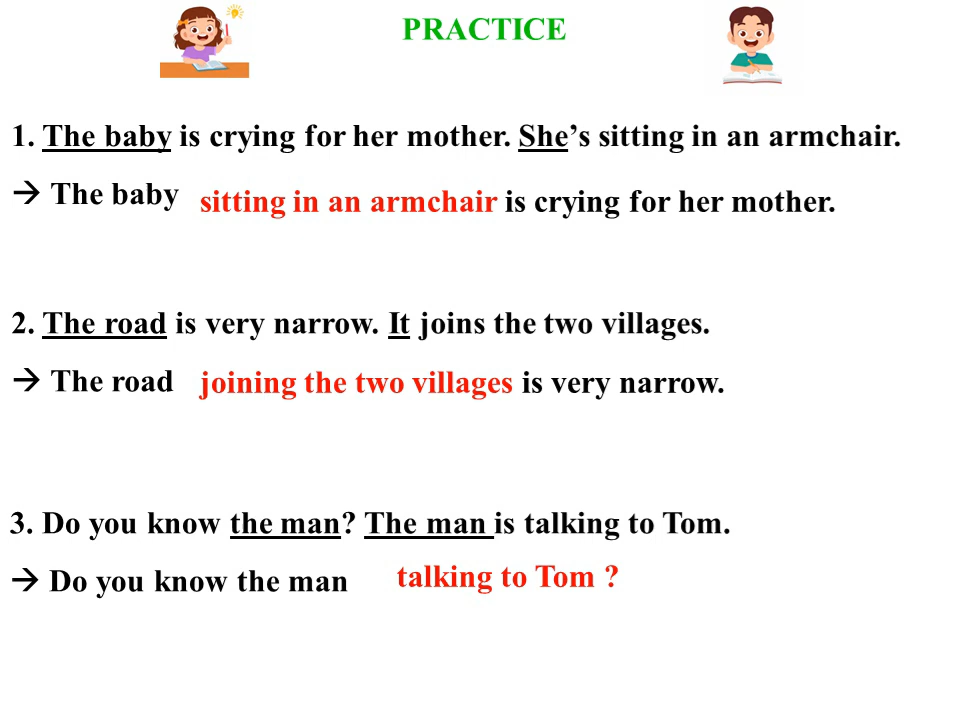 PRACTICE
1. The baby is crying for her mother. She’s sitting in an armchair.
→ The baby sitting in an armchair is crying for her mother.
2. The road is very narrow. It joins the two villages.
→ The road joining the two villages is very narrow.
3. Do you know the man? The man is talking to Tom.
→ Do you know the man talking to Tom ?